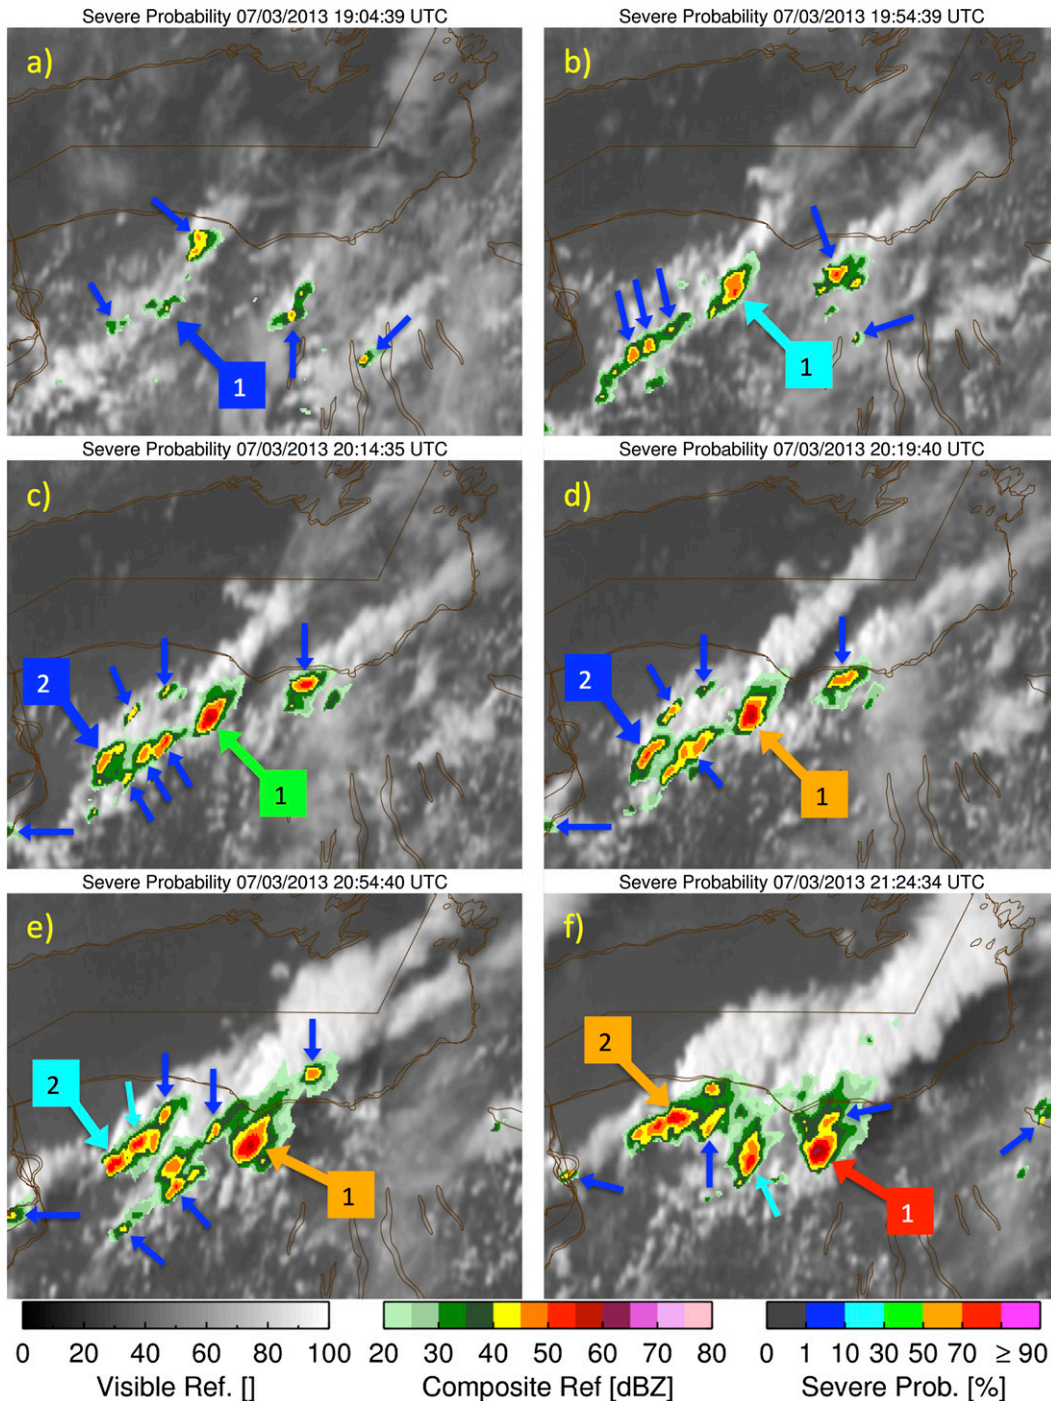 Severe Probability 07/03/2013 19:04:39 UTC
Severe Probability 07/03/2013 19:54:39 UTC
a)
b)
1
1
Severe Probability 07/03/2013 20:14:35 UTC
Severe Probability 07/03/2013 20:19:40 UTC
c)
d)
2
2
1
1
Severe Probability 07/03/2013 20:54:40 UTC
Severe Probability 07/03/2013 21:24:34 UTC
e)
f)
2
2
1
1
0 20 40 60 80 100
Visible Ref. []
20 30 40 50 60 70 80
Composite Ref [dBZ]
0 1 10 30 50 70 ≥ 90
Severe Prob. [%]